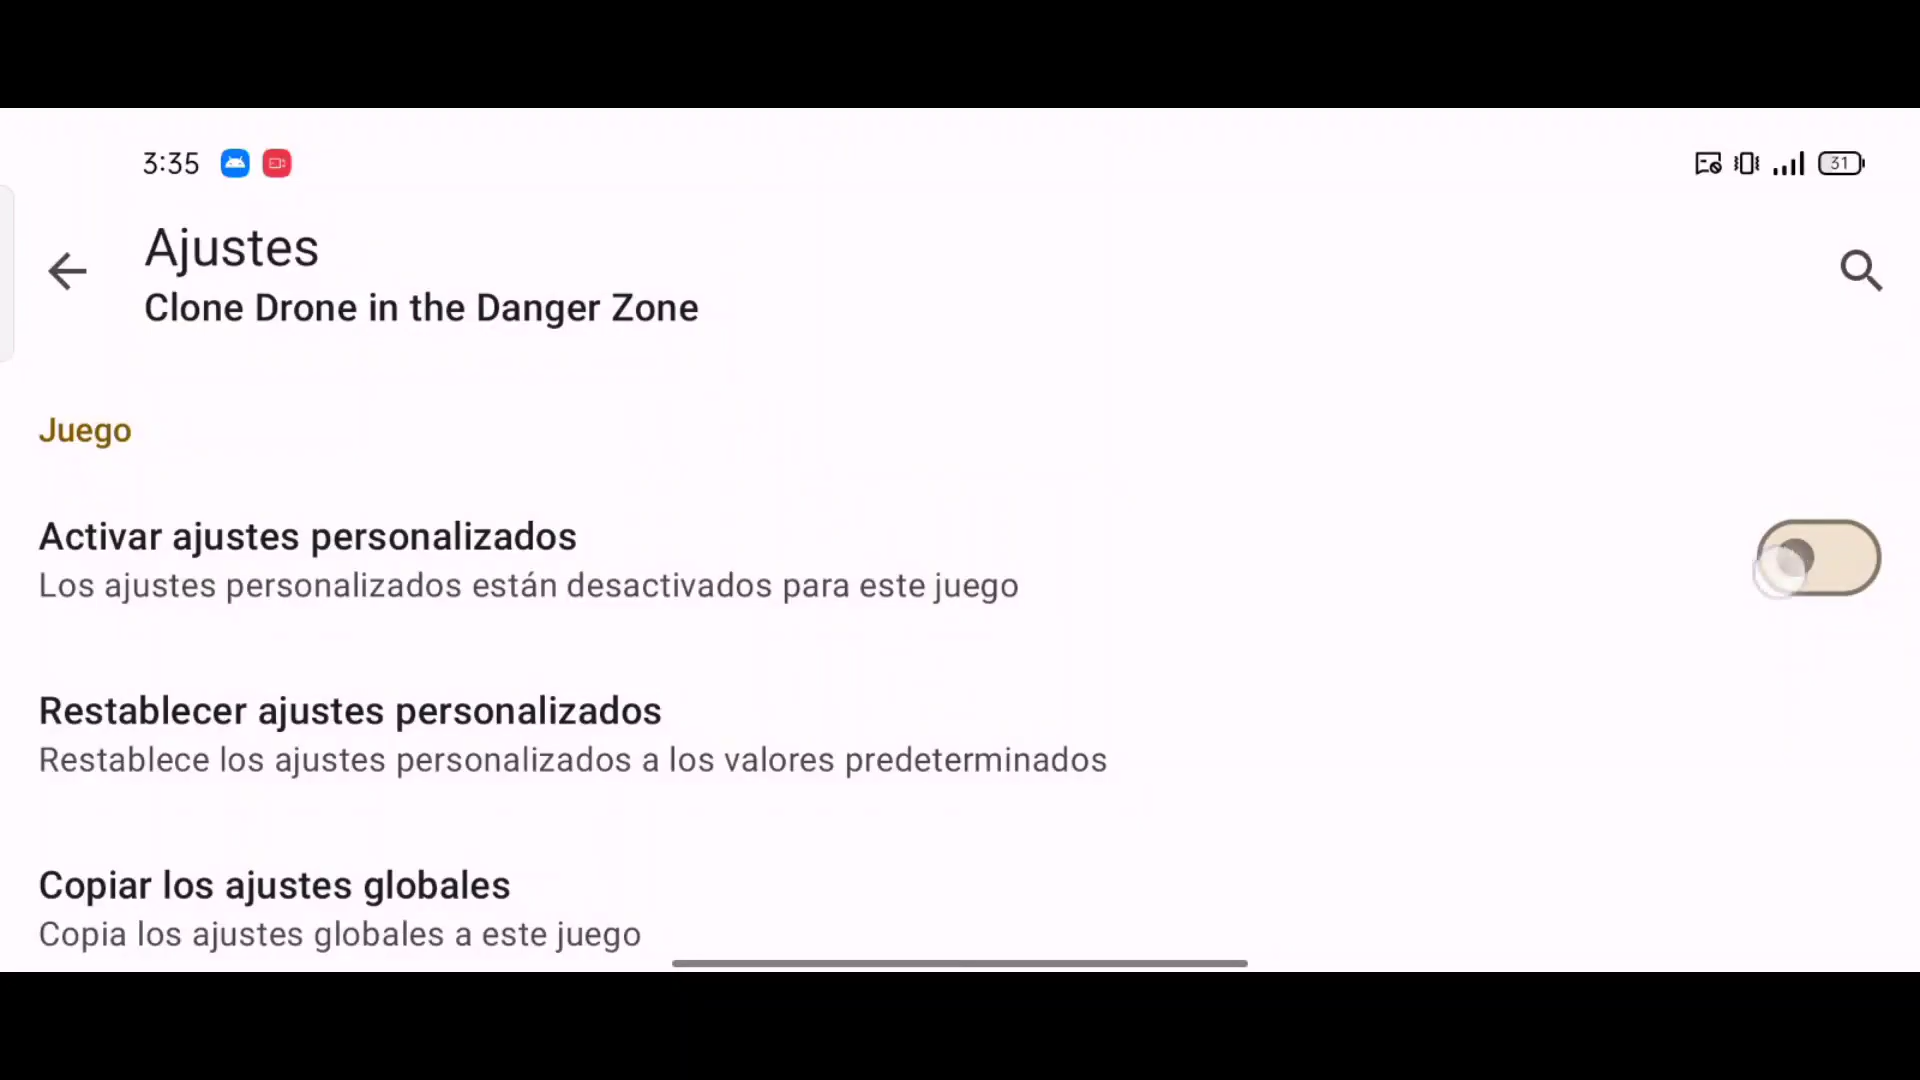 3:35
31
Ajustes
Clone Drone in the Danger Zone
Juego
Activar ajustes personalizados
Los ajustes personalizados están desactivados para este juego
Restablecer ajustes personalizados
Restablece los ajustes personalizados a los valores predeterminados
Copiar los ajustes globales
Copia los ajustes globales a este juego